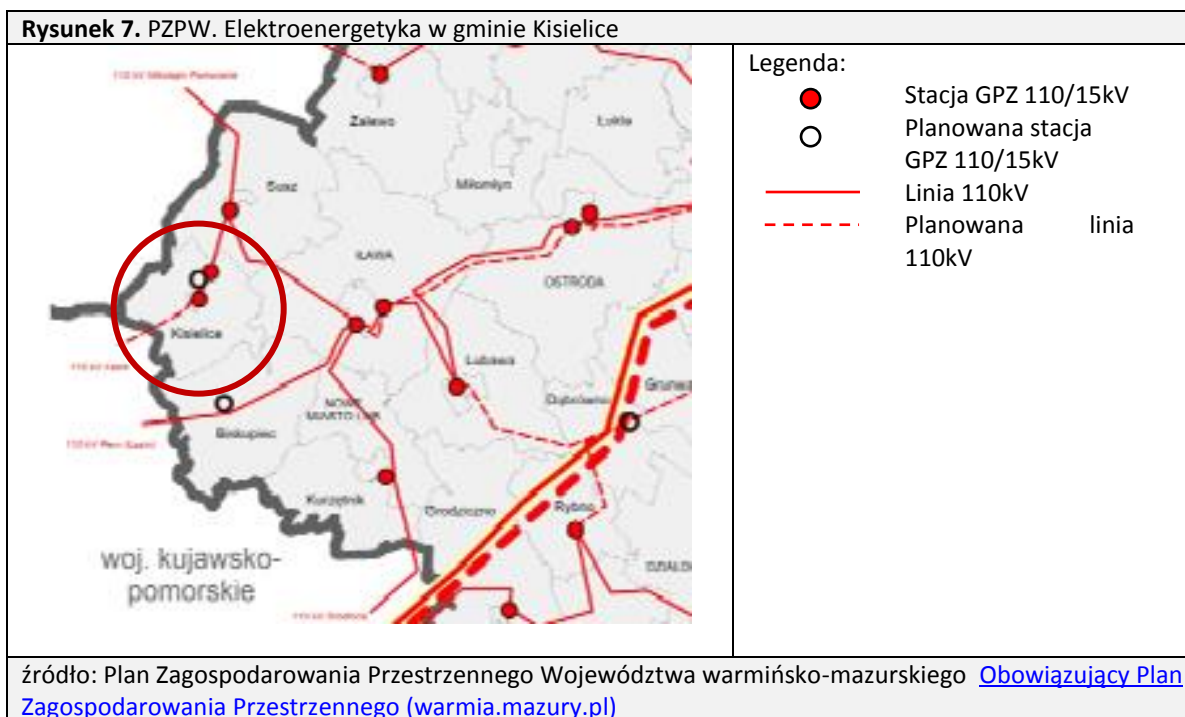 Rysunek 7. PZPW. Elektroenergetyka w gminie Kisielice
Zalewo
Łukta
Susz
Miłomłyn
IŁAWA
OSTRÓDA
Kisielice
Lubawa
Dąbrówno
NOWE
MIASTO LUB.
Biskupiec
Kurzętnik
Grodziczno
Rybno
woj. kujawsko-
pomorskie
Legenda:
Stacja GPZ 110/15kV
Planowana stacja
GPZ 110/15kV
Linia 110kV
Planowana linia
110kV
źródło: Plan Zagospodarowania Przestrzennego Województwa warmińsko-mazurskiego Obowiązujący Plan
Zagospodarowania Przestrzennego (warmia.mazury.pl)